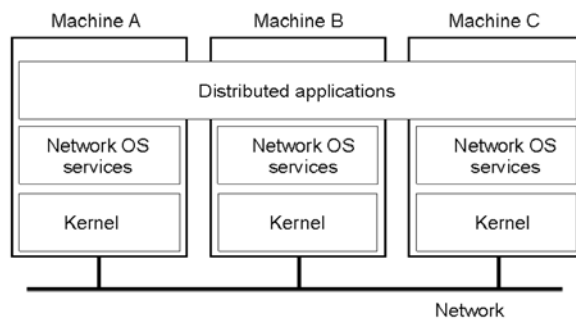 Machine A
Machine B
Machine C
Distributed applications
Network OS
services
Network OS
services
Network OS
services
Kernel
Kernel
Kernel
Network